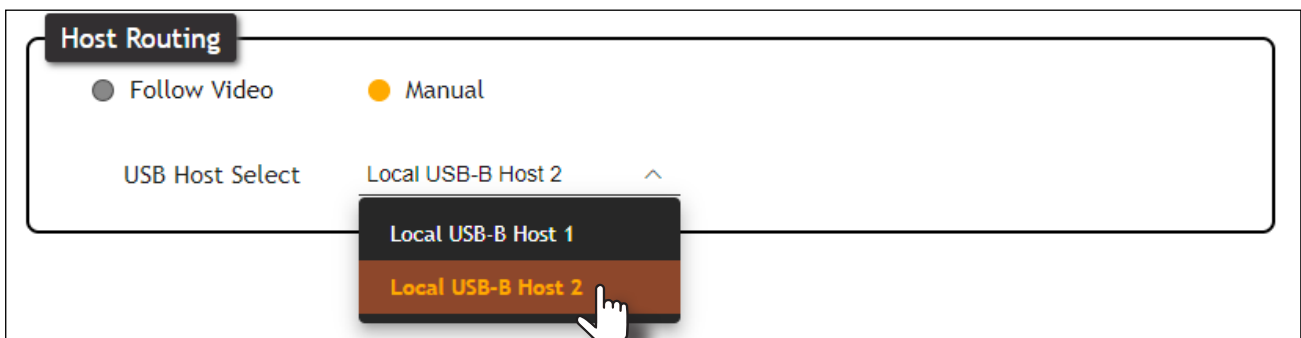 Host Routing
Follow Video Manual
USB Host Select Local USB-B Host 2
Local USB-B Host 1
Local USB-B Host 2